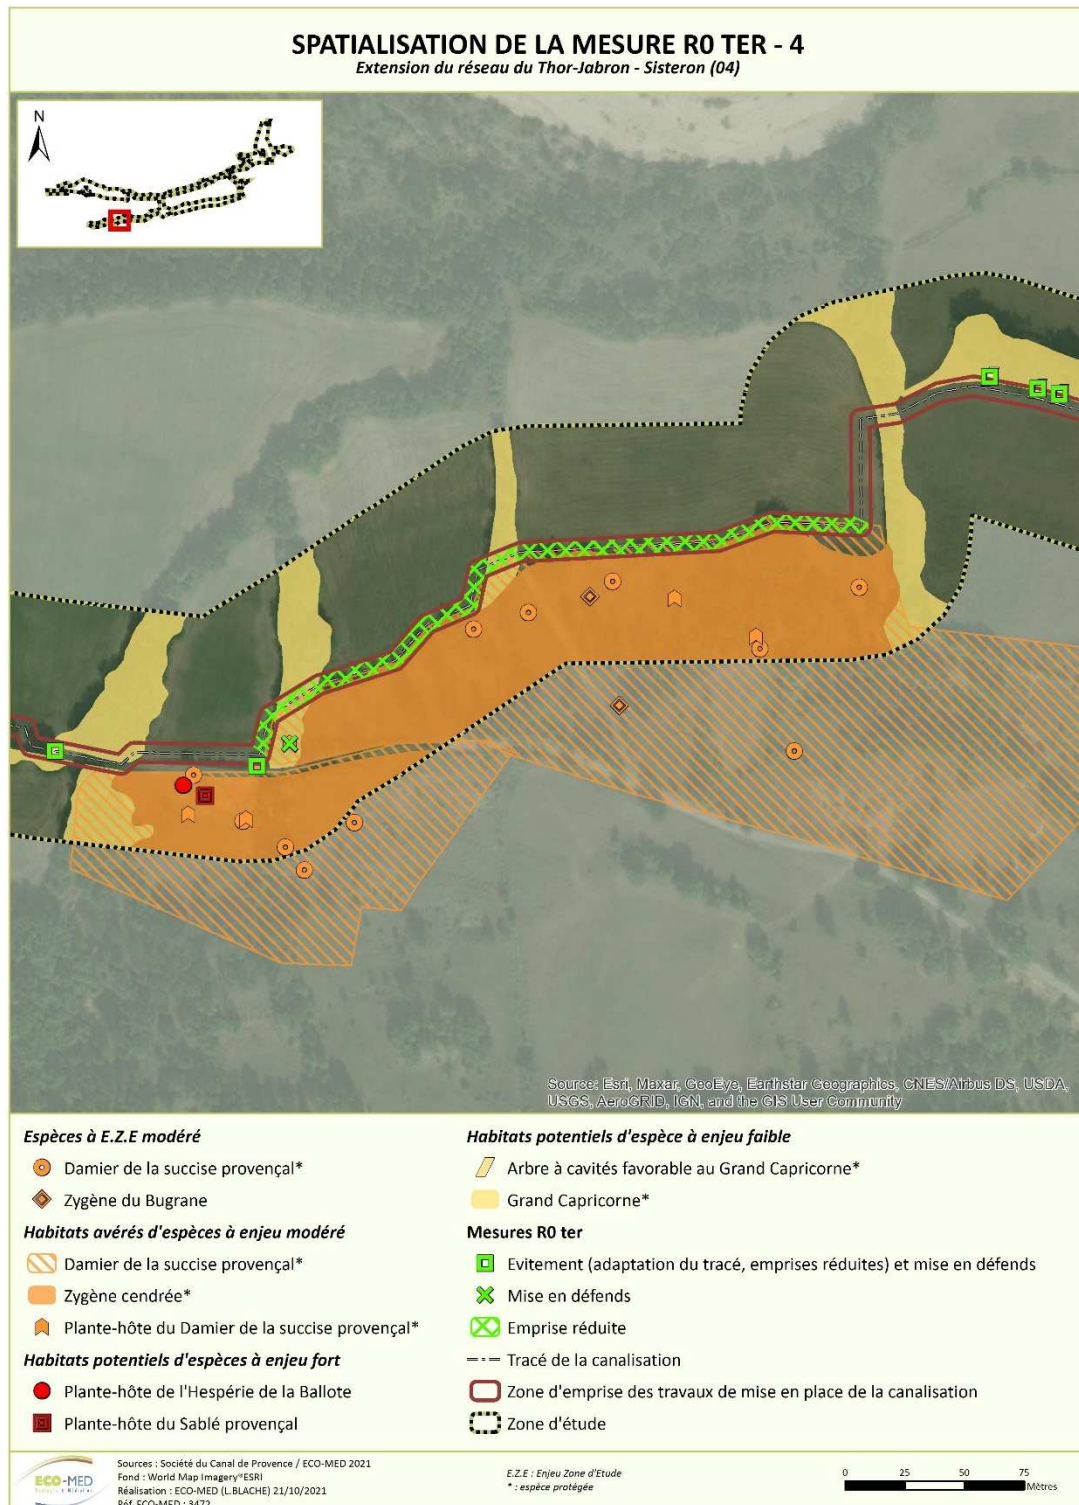 SPATIALISATION DE LA MESURE R0 TER - 4
Extension du réseau du Thor-Jabron - Sisteron (04)
N
Source: Esri, Maxar, GeoEye, Earthstar Geographics, CNES/Airbus DS, USDA,
USGS, AeroGRID, IGN, and the GIS User Community
Espèces à E.Z.E modéré
Damier de la succise provençal*
Zygène du Bugrane
Habitats avérés d'espèces à enjeu modéré
Damier de la succise provençal*
Zygène cendrée*
Plante-hôte du Damier de la succise provençal*
Habitats potentiels d'espèces à enjeu fort
Plante-hôte de l'Hespérie de la Ballote
Plante-hôte du Sablé provençal
Habitats potentiels d'espèce à enjeu faible
Arbre à cavités favorable au Grand Capricorne*
Grand Capricorne*
Mesures R0 ter
Evitement (adaptation du tracé, emprises réduites) et mise en défends
Mise en défends
Emprise réduite
Tracé de la canalisation
Zone d'emprise des travaux de mise en place de la canalisation
Zone d'étude
ECO-MED
Sources : Société du Canal de Provence / ECO-MED 2021
Fond : World Map Imagery®ESRI
Réalisation : ECO-MED (L.BLACHE) 21/10/2021
Réf. ECO-MED : 3472
E.Z.E : Enjeu Zone d'Etude
* : espèce protégée
0 25 50 75
Mètres